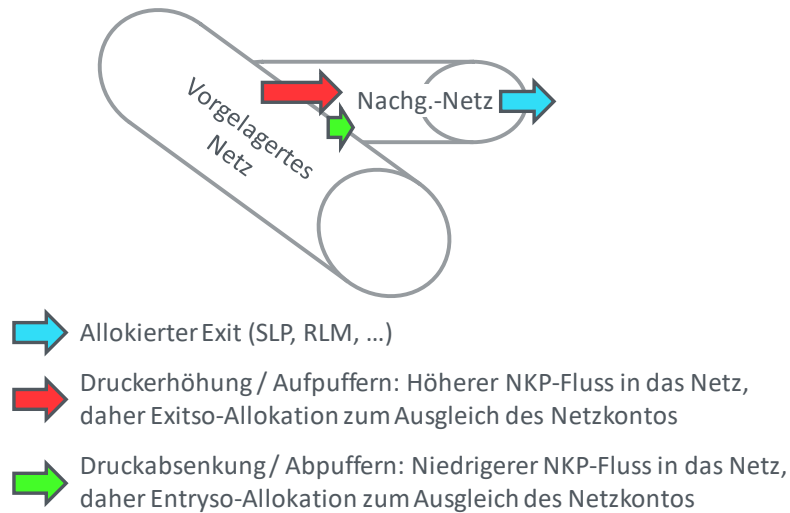 Vorgelagertes
Netz
Nachg.-Netz
Allokierter Exit (SLP, RLM, ...)
Druckerhöhung / Aufpuffern: Höherer NKP-Fluss in das Netz,
daher Exitso-Allokation zum Ausgleich des Netzkontos
Druckabsenkung / Abpuffern: Niedrigerer NKP-Fluss in das Netz,
daher Entryso-Allokation zum Ausgleich des Netzkontos